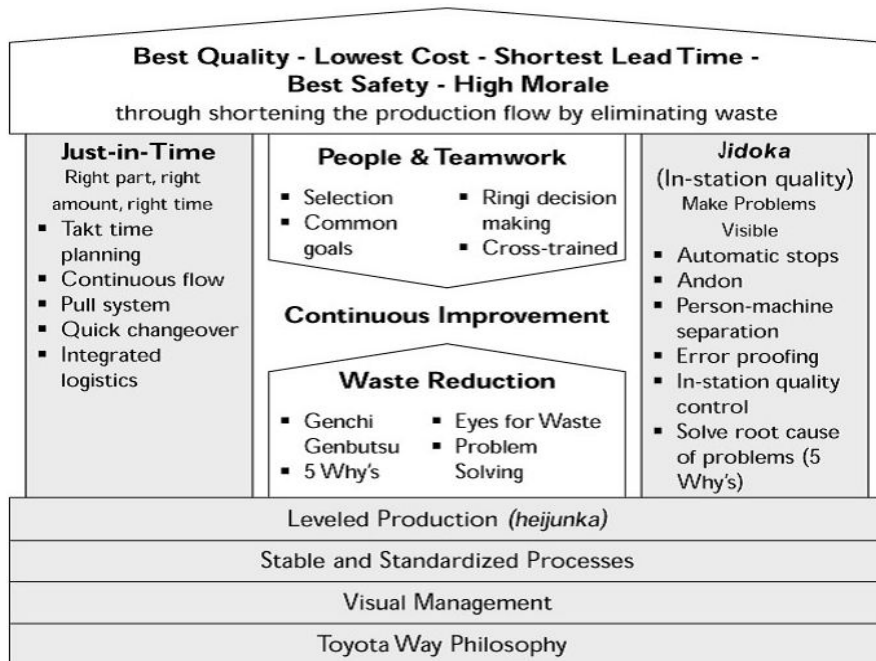 Best Quality - Lowest Cost - Shortest Lead Time -
Best Safety - High Morale
through shortening the production flow by eliminating waste
Just-in-Time
Right part, right
amount, right time
▪ Takt time
planning
▪ Continuous flow
▪ Pull system
▪ Quick changeover
▪ Integrated
logistics
People & Teamwork
▪ Selection
▪ Common
goals
▪ Ringi decision
making
▪ Cross-trained
Continuous Improvement
Waste Reduction
▪ Genchi
Genbutsu
▪ 5 Why's
▪ Eyes for Waste
▪ Problem
Solving
Jidoka
(In-station quality)
Make Problems
Visible
▪ Automatic stops
▪ Andon
▪ Person-machine
separation
▪ Error proofing
▪ In-station quality
control
▪ Solve root cause
of problems (5
Why's)
Leveled Production (heijunka)
Stable and Standardized Processes
Visual Management
Toyota Way Philosophy